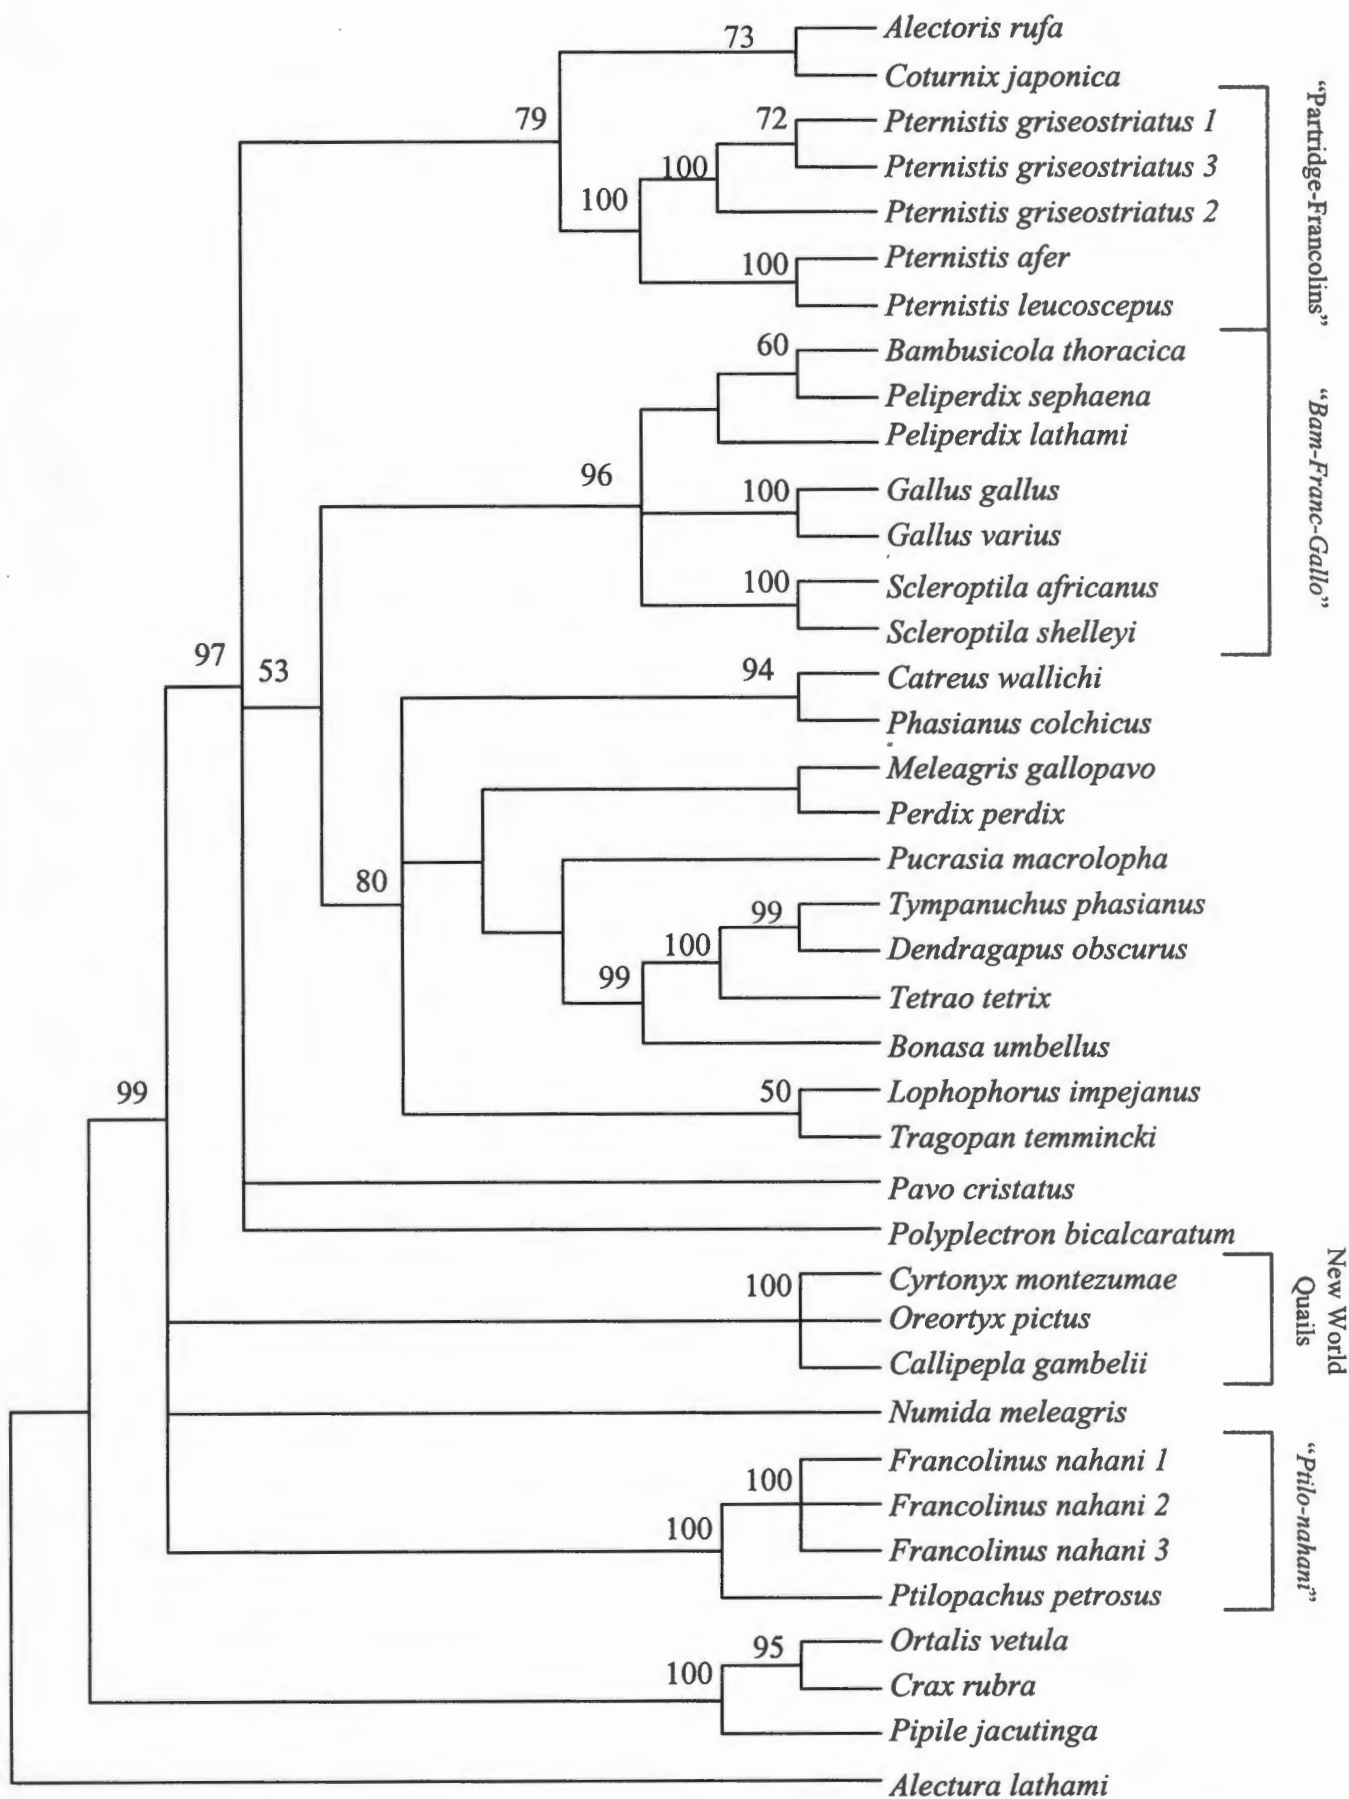 Alectoris rufa
73
Coturnix japonica
79
72
Pternistis griseostriatus 1
100
Pternistis griseostriatus 3
100
Pternistis griseostriatus 2
Pternistis afer
100
Pternistis leucoscepus
"Partridge-Francolins"
60
Bambusicola thoracica
Peliperdix sephaena
Peliperdix lathami
96
Gallus gallus
100
Gallus varius
Scleroptila africanus
100
Scleroptila shelleyi
"Bam-Franc-Gallo"
97
53
94
Catreus wallichi
Phasianus colchicus
Meleagris gallopavo
Perdix perdix
Pucrasia macrolopha
80
99
Tympanuchus phasianus
100
Dendragapus obscurus
99
Tetrao tetrix
Bonasa umbellus
99
50
Lophophorus impejanus
Tragopan temmincki
Pavo cristatus
Polyplectron bicalcaratum
100
Cyrtonyx montezumae
Oreortyx pictus
Callipepla gambelii
New World
Quails
Numida meleagris
Francolinus nahani 1
100
Francolinus nahani 2
100
Francolinus nahani 3
Ptilopachus petrosus
"Ptilo-nahani"
Ortalis vetula
95
100
Crax rubra
Pipile jacutinga
Alectura lathami